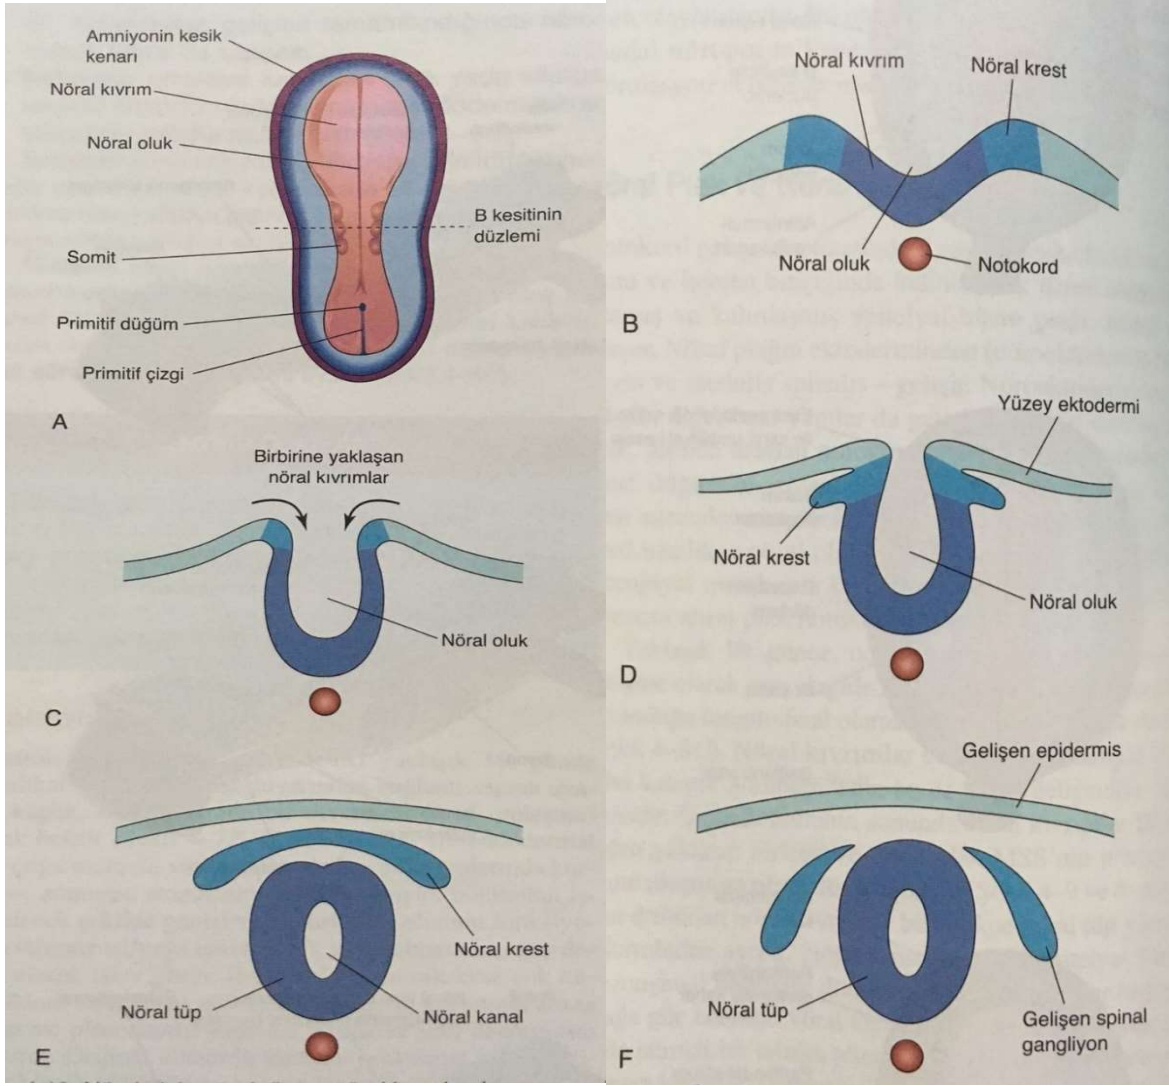 Amniyonin kesik
kenarı
Nöral kıvrım
Nöral oluk
B kesitinin
düzlemi
Somit
Primitif düğüm
Primitif çizgi
A
Nöral kıvrım
Nöral krest
Nöral oluk
Notokord
B
Birbirine yaklaşan
nöral kıvrımlar
Nöral oluk
C
Yüzey ektodermi
Nöral krest
Nöral oluk
D
Nöral krest
Nöral tüp
Nöral kanal
E
Gelişen epidermis
Nöral tüp
Gelişen spinal
gangliyon
F